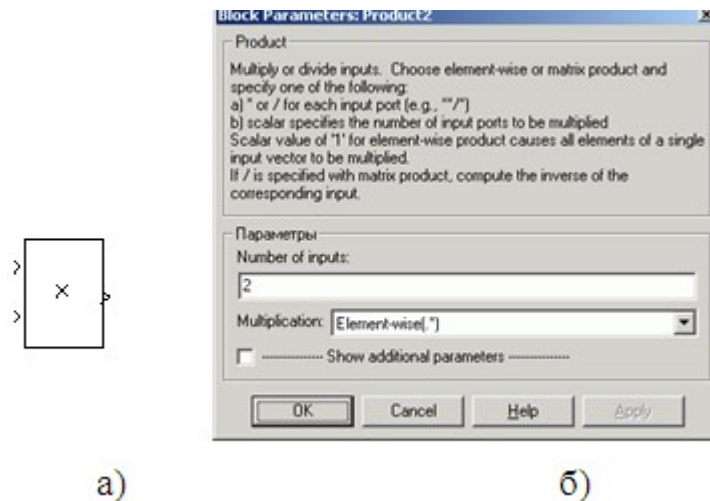 Block Parameters: Product2
Product
Multiply or divide inputs. Choose element-wise or matrix product and
specify one of the following:
a) * or / for each input port (e.g., "*/")
b) scalar specifies the number of input ports to be multiplied
Scalar value of '1' for element-wise product causes all elements of a single
input vector to be multiplied.
If / is specified with matrix product, compute the inverse of the
corresponding input.
Параметры
Number of inputs:
2
Multiplication: Element-wise(.*)
Show additional parameters
OK Cancel Help Apply
а) б)